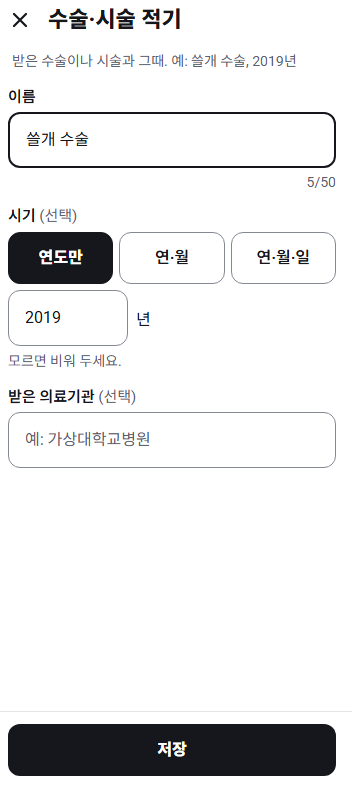 수술·시술 적기
받은 수술이나 시술과 그때. 예: 쓸개 수술, 2019년
이름
쓸개 수술
5/50
시기 (선택)
연도만
연·월
연·월·일
2019 년
모르면 비워 두세요.
받은 의료기관 (선택)
예: 가상대학교병원
저장